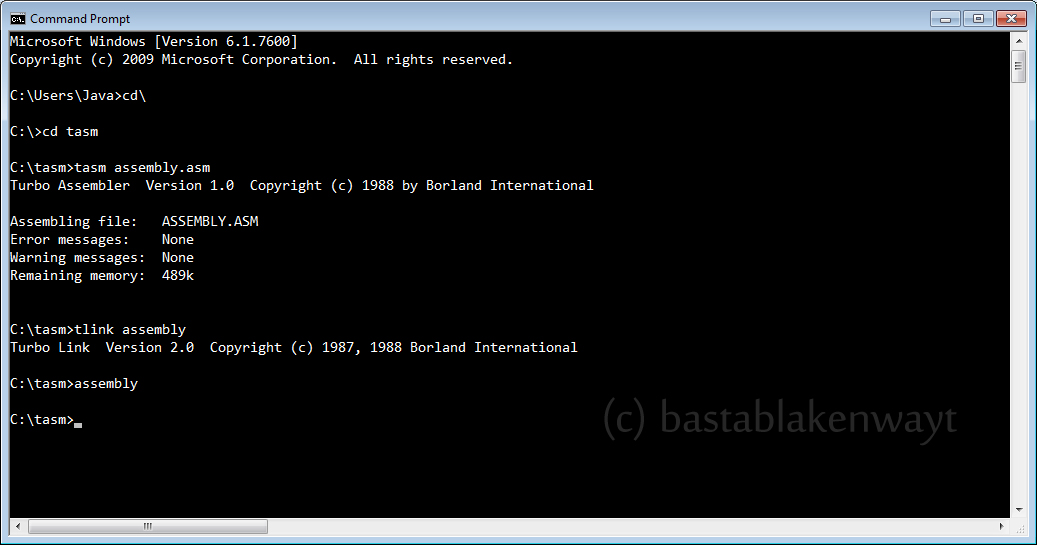 Command Prompt
Microsoft Windows [Version 6.1.7600]
Copyright (c) 2009 Microsoft Corporation.  All rights reserved.
C:\Users\Java>cd\
C:\>cd tasm
C:\tasm>tasm assembly.asm
Turbo Assembler  Version 1.0  Copyright (c) 1988 by Borland International
Assembling file:   ASSEMBLY.ASM
Error messages:    None
Warning messages:  None
Remaining memory:  489k
C:\tasm>tlink assembly
Turbo Link  Version 2.0  Copyright (c) 1987, 1988 Borland International
C:\tasm>assembly
C:\tasm>
(c) bastablakenwayt